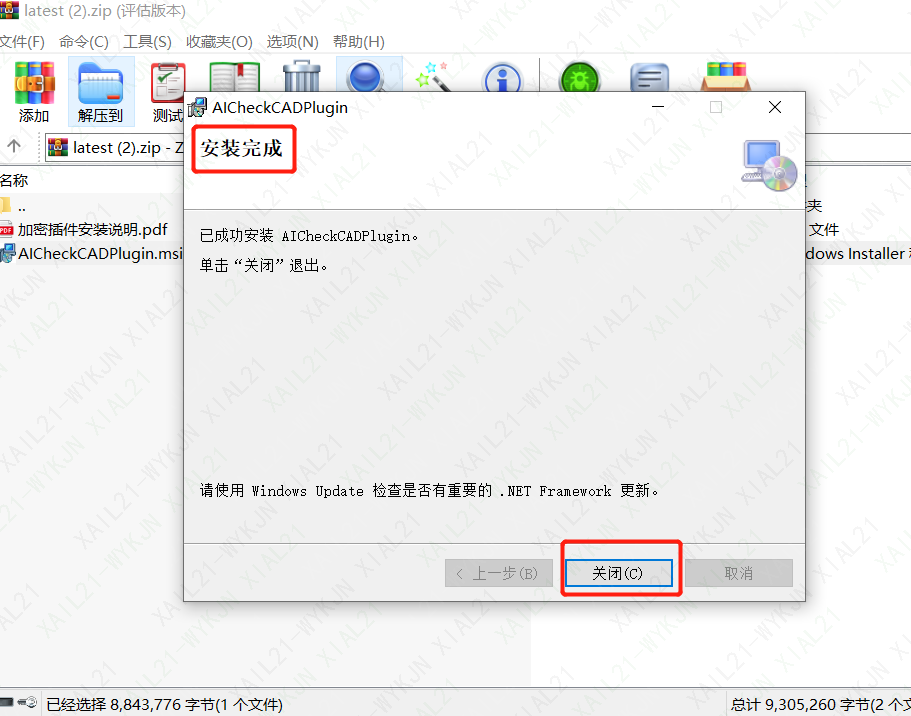 latest (2).zip (评估版本)
文件(F) 命令(C) 工具(S) 收藏夹(O) 选项(N) 帮助(H)
添加 解压到 测试
latest (2).zip - Z
名称
..
夹
加密插件安装说明.pdf
文件
AICheckCADPlugin.msi
dows Installer
AICheckCADPlugin
安装完成
已成功安装 AICheckCADPlugin。
单击“关闭”退出。
请使用 Windows Update 检查是否有重要的 .NET Framework 更新。
< 上一步(B) 关闭(C) 取消
已经选择 8,843,776 字节(1 个文件)
总计 9,305,260 字节(2 个文
XAIL21-WYKJN XIAL21